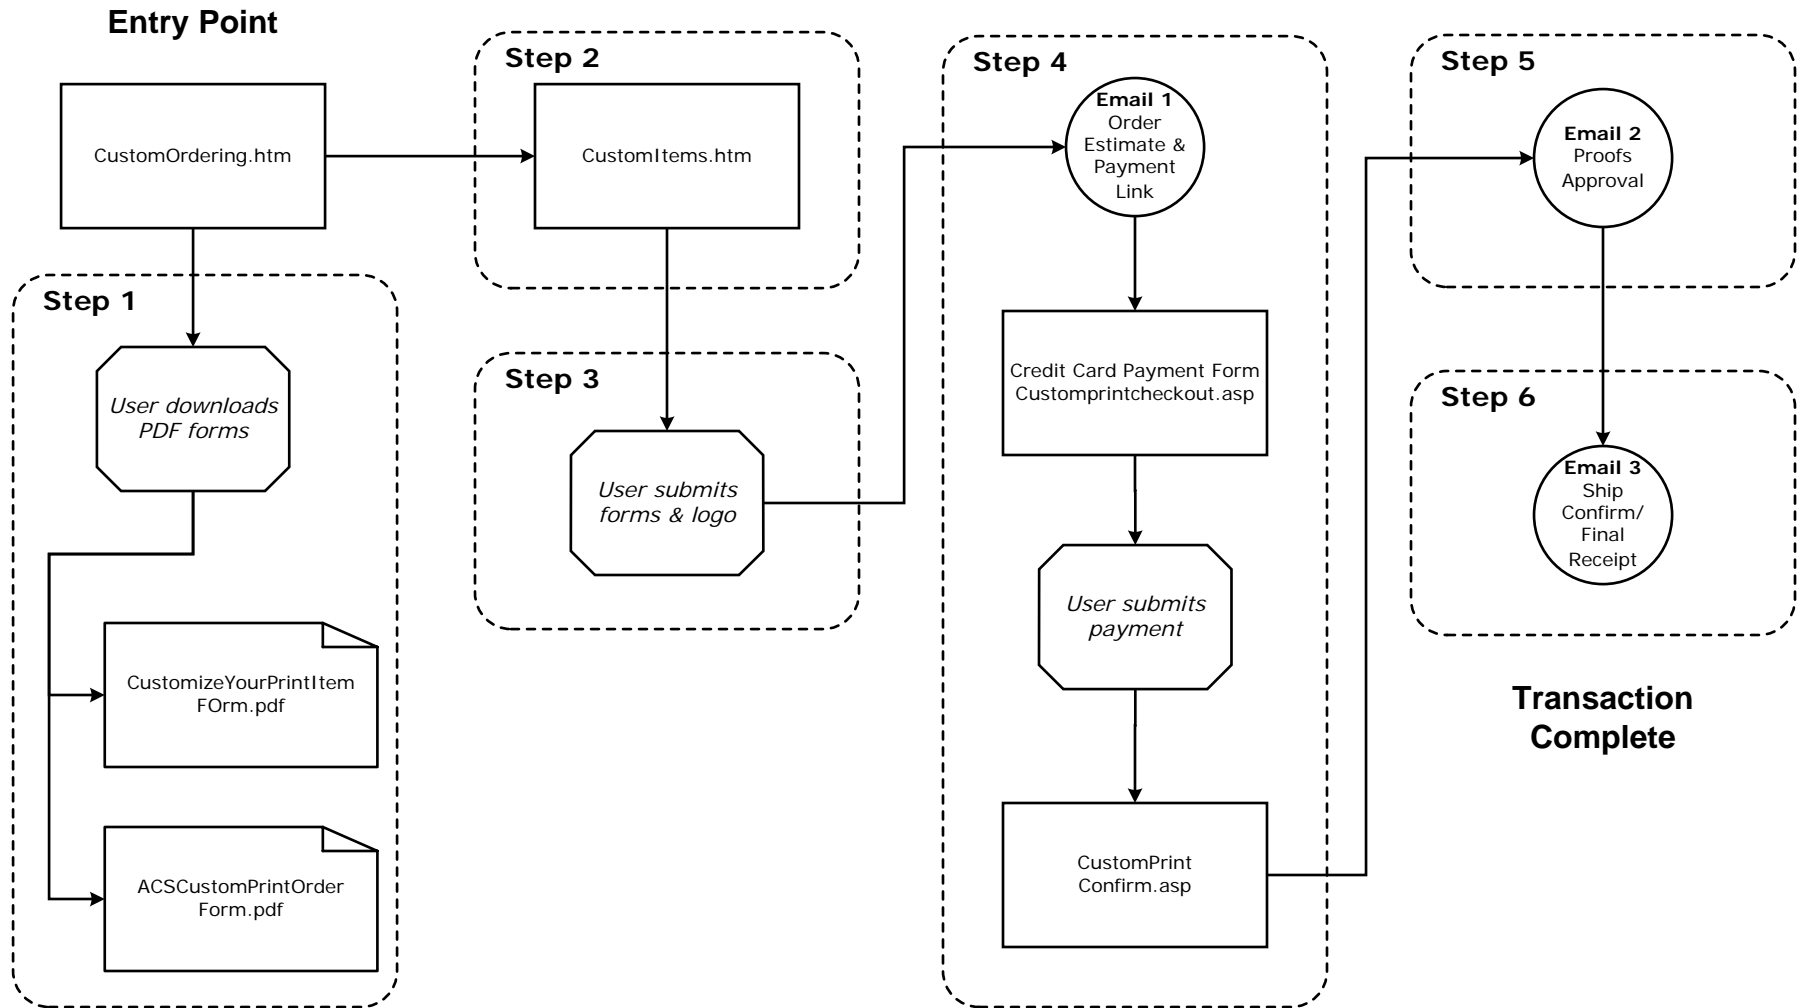 Entry Point
CustomOrdering.htm
Step 1
User downloads
PDF forms
CustomizeYourPrintItem
FOrm.pdf
ACSCustomPrintOrder
Form.pdf
Step 2
CustomItems.htm
Step 3
User submits
forms & logo
Step 4
Email 1
Order
Estimate &
Payment
Link
Credit Card Payment Form
Customprintcheckout.asp
User submits
payment
CustomPrint
Confirm.asp
Step 5
Email 2
Proofs
Approval
Step 6
Email 3
Ship
Confirm/
Final
Receipt
Transaction
Complete